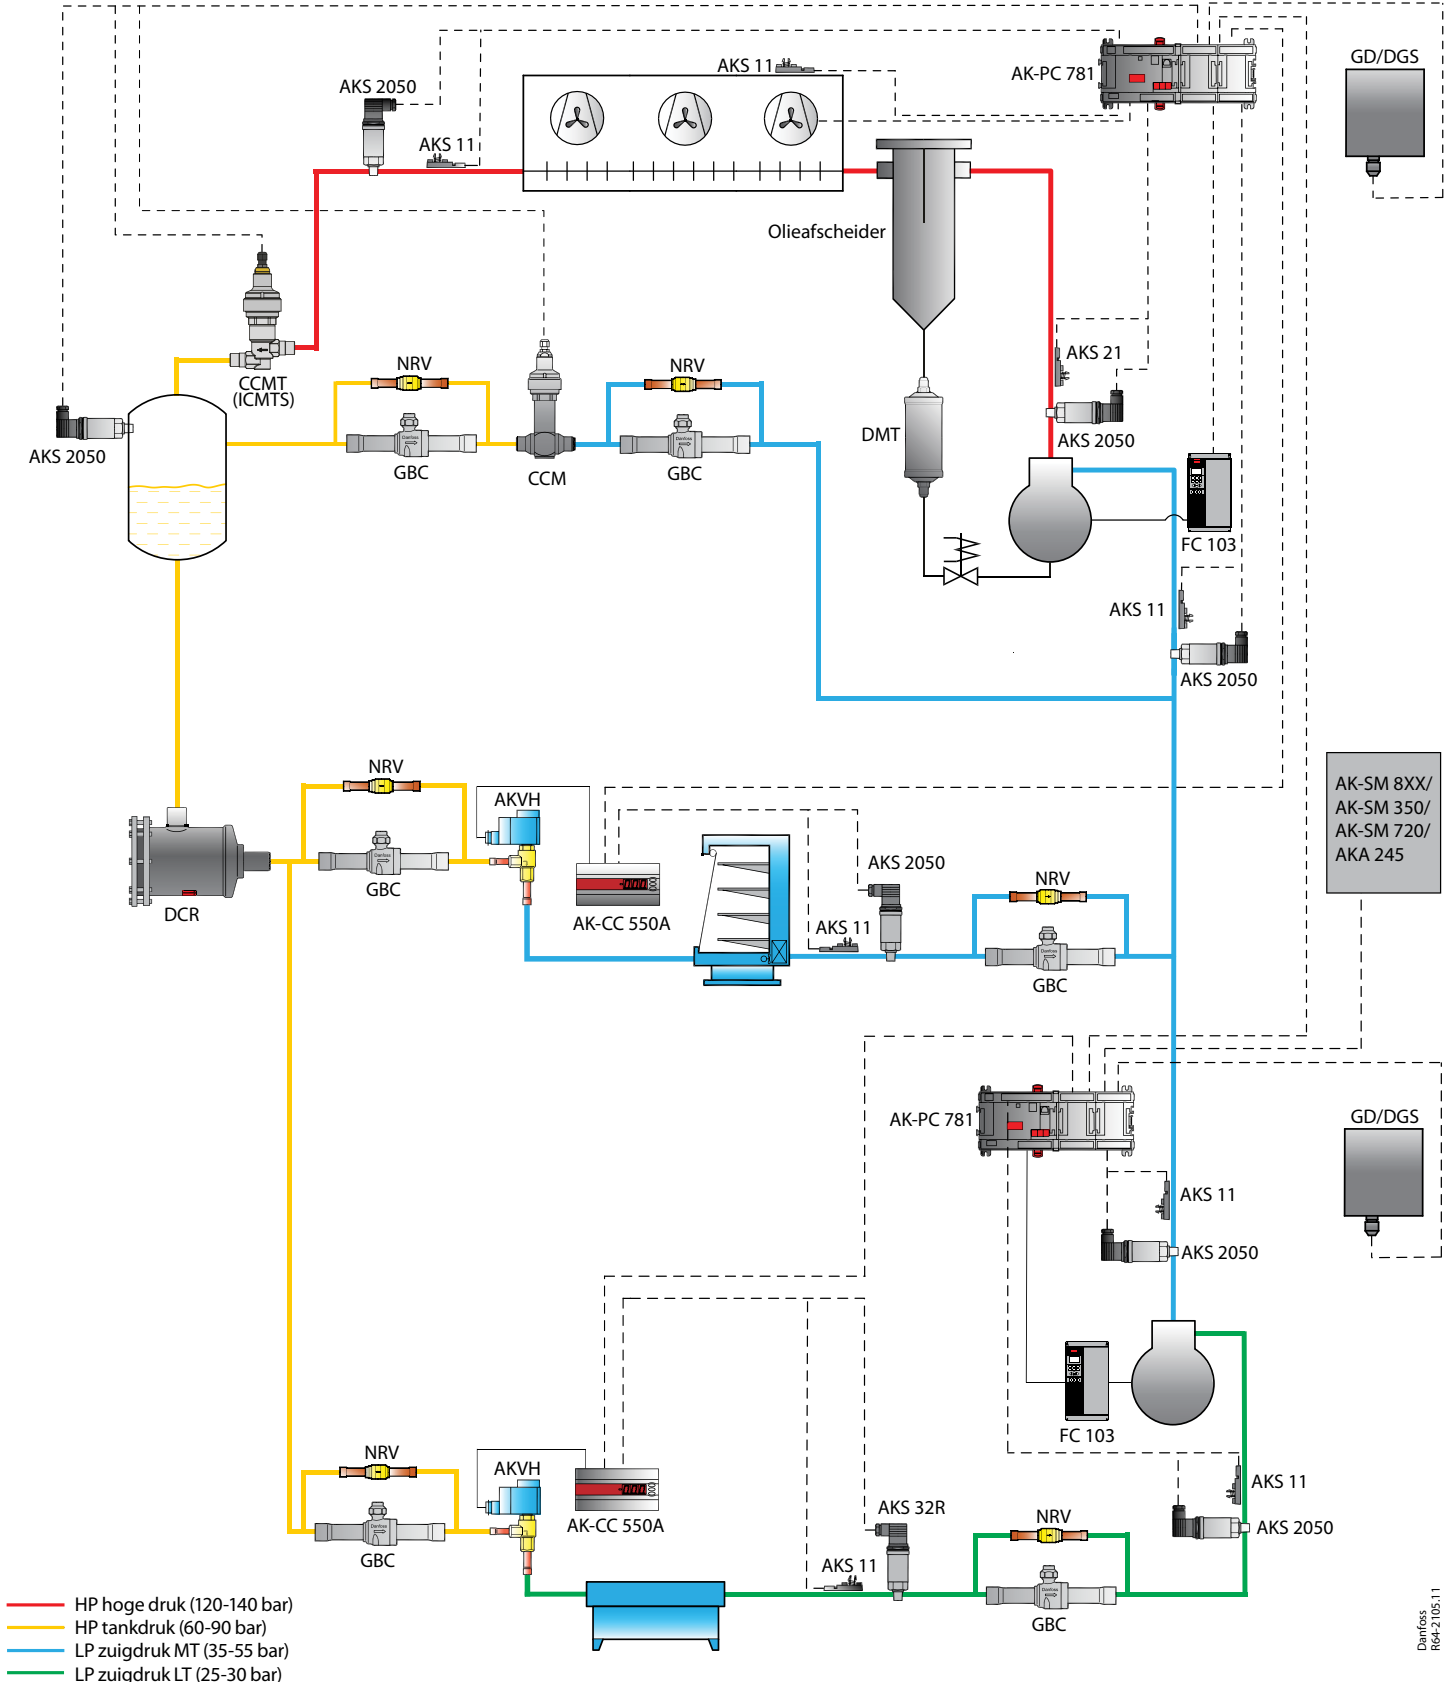 AKS 11
AK-PC 781
GD/DGS
AKS 2050
AKS 11
Olieafscheider
CCMT
(ICMTS)
NRV
NRV
AKS 21
AKS 2050
AKS 2050
GBC
CCM
GBC
DMT
FC 103
AKS 11
AKS 2050
NRV
AKVH
AK-SM 8XX/
AK-SM 350/
AK-SM 720/
AKA 245
GBC
DCR
AK-CC 550A
AKS 2050
AKS 11
NRV
GBC
AK-PC 781
GD/DGS
AKS 11
AKS 2050
FC 103
NRV
AKVH
GBC
AK-CC 550A
AKS 32R
AKS 11
NRV
GBC
AKS 11
AKS 2050
HP hoge druk (120-140 bar)
HP tankdruk (60-90 bar)
LP zuigdruk MT (35-55 bar)
LP zuigdruk LT (25-30 bar)
Danfoss
R64-2105.11